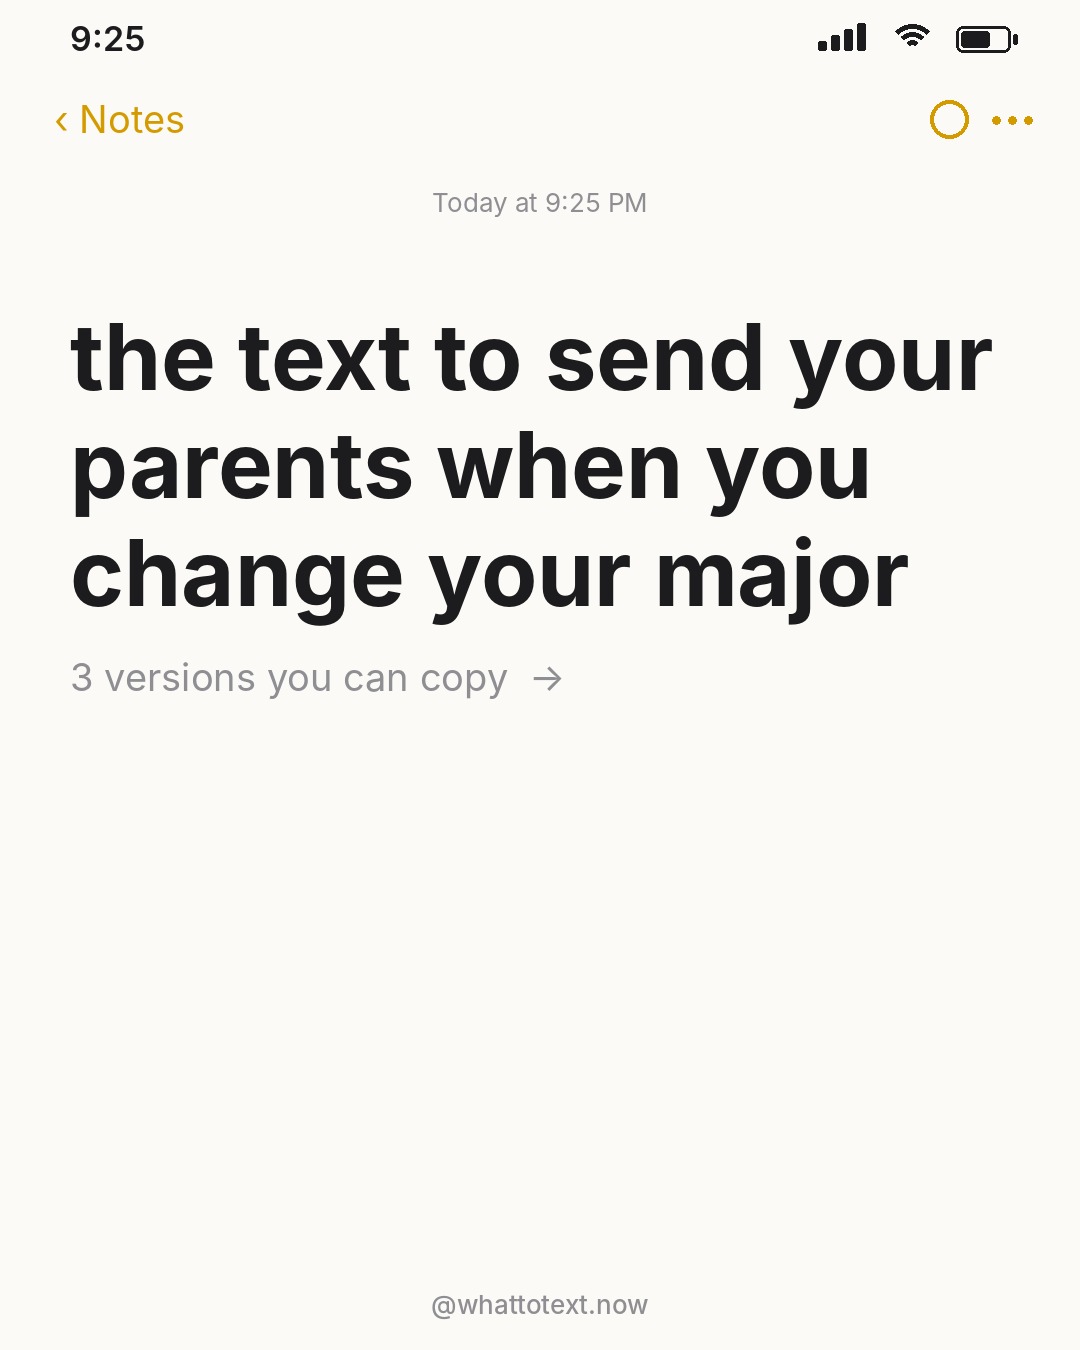 9:25
‹ Notes
Today at 9:25 PM
the text to send your
parents when you
change your major
3 versions you can copy →
@whattotext.now